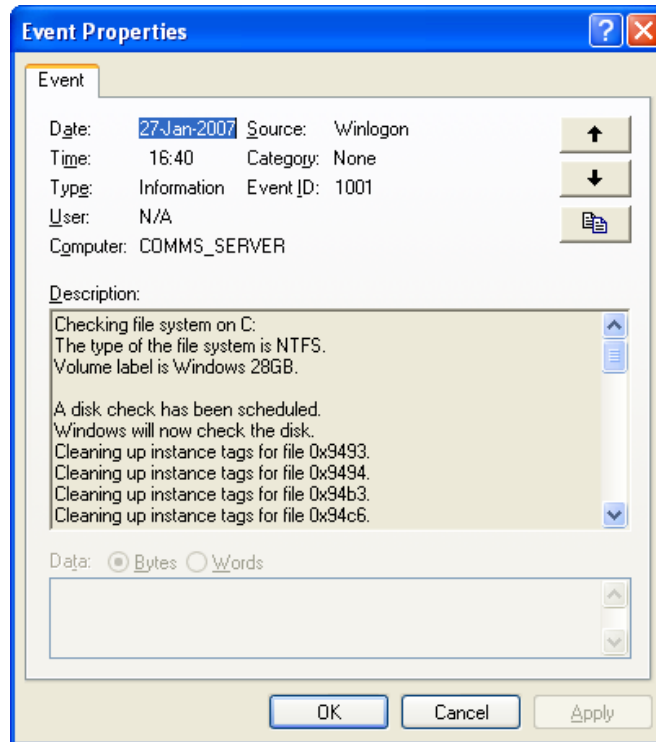 Event Properties
Event
Date: 27-Jan-2007 Source: Winlogon
Time: 16:40 Category: None
Type: Information Event ID: 1001
User: N/A
Computer: COMMS_SERVER
Description:
Checking file system on C:
The type of the file system is NTFS.
Volume label is Windows 28GB.
A disk check has been scheduled.
Windows will now check the disk.
Cleaning up instance tags for file 0x9493.
Cleaning up instance tags for file 0x9494.
Cleaning up instance tags for file 0x94b3.
Cleaning up instance tags for file 0x94c6.
Data: Bytes Words
OK Cancel Apply